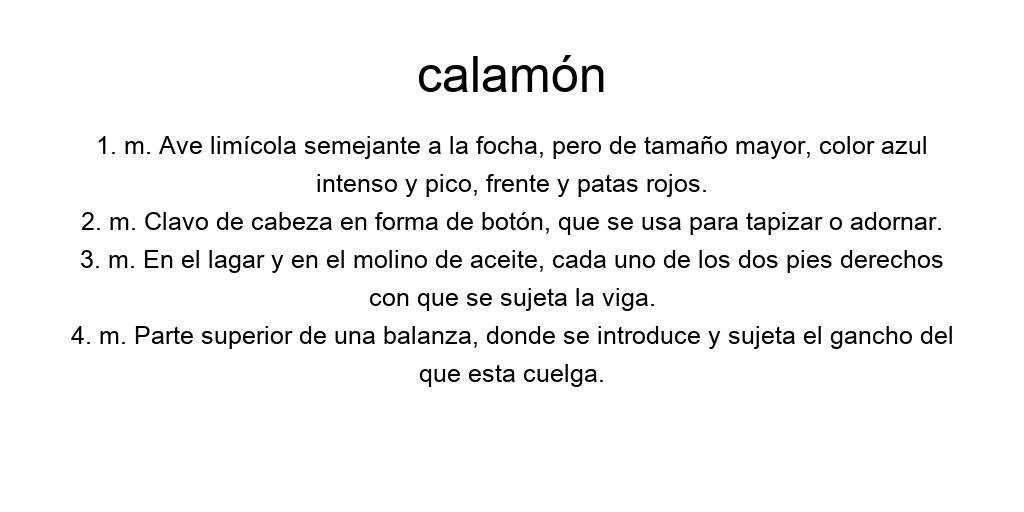 calamón
1. m. Ave limícola semejante a la focha, pero de tamaño mayor, color azul
intenso y pico, frente y patas rojos.
2. m. Clavo de cabeza en forma de botón, que se usa para tapizar o adornar.
3. m. En el lagar y en el molino de aceite, cada uno de los dos pies derechos
con que se sujeta la viga.
4. m. Parte superior de una balanza, donde se introduce y sujeta el gancho del
que esta cuelga.